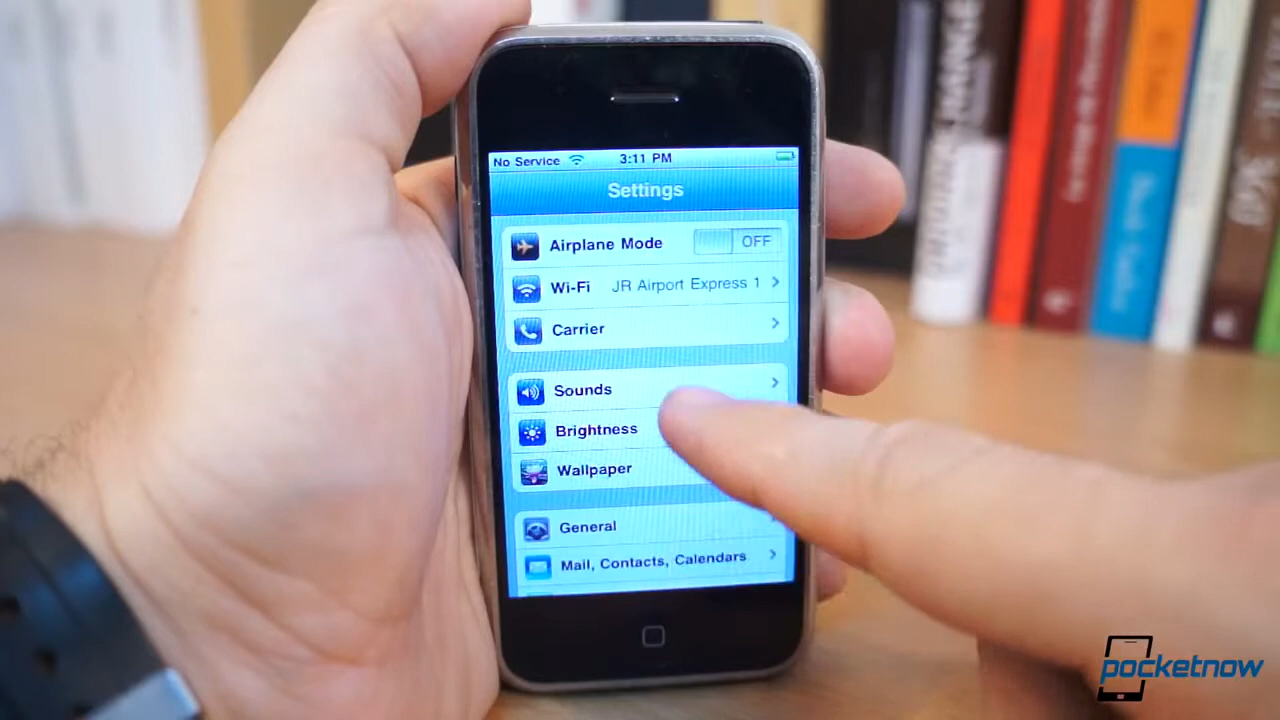 No Service 3:11 PM
Settings
Airplane Mode OFF
Wi-Fi JR Airport Express 1
Carrier
Sounds
Brightness
Wallpaper
General
Mail, Contacts, Calendars
pocketnow